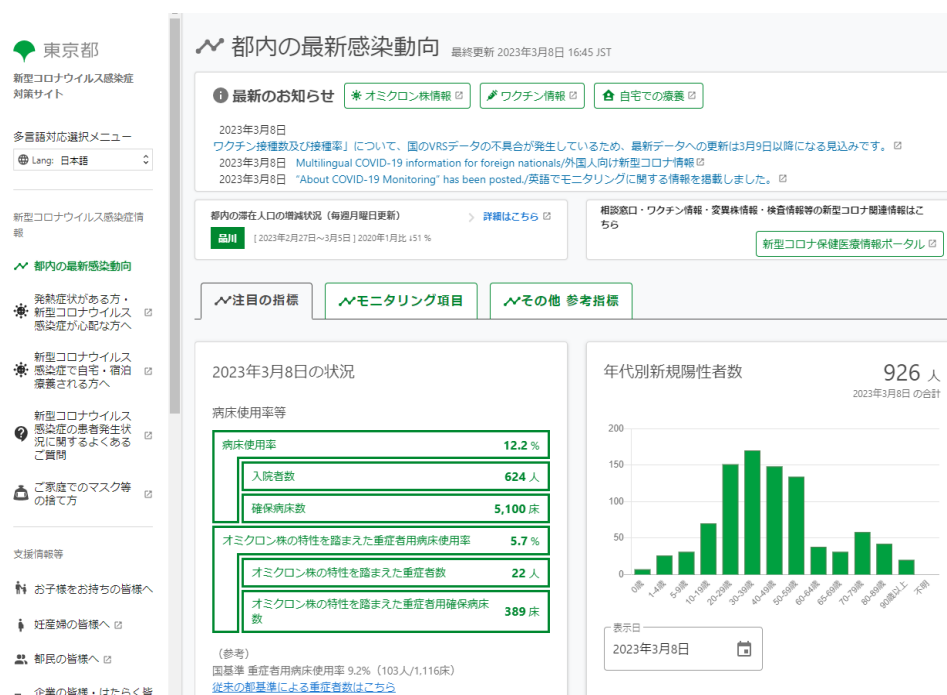 東京都
新型コロナウイルス感染症
対策サイト
多言語対応選択メニュー
Lang: 日本語
新型コロナウイルス感染症情
報
都内の最新感染動向
発熱症状がある方・
新型コロナウイルス
感染症が心配な方へ
新型コロナウイルス
感染症で自宅・宿泊
療養される方へ
新型コロナウイルス
感染症の患者発生状
況に関するよくある
ご質問
ご家庭でのマスク等
の捨て方
支援情報等
お子様をお持ちの皆様へ
妊産婦の皆様へ
都民の皆様へ
企業の皆様・はたらく皆
都内の最新感染動向 最終更新 2023年3月8日 16:45 JST
最新のお知らせ オミクロン株情報 ワクチン情報 自宅での療養
2023年3月8日
ワクチン接種数及び接種率」について、国のVRSデータの不具合が発生しているため、最新データへの更新は3月9日以降になる見込みです。
2023年3月8日 Multilingual COVID-19 information for foreign nationals/外国人向け新型コロナ情報
2023年3月8日 "About COVID-19 Monitoring" has been posted./英語でモニタリングに関する情報を掲載しました。
都内の滞在人口の増減状況（毎週月曜日更新） 詳細はこちら
品川 [ 2023年2月27日～3月5日 ] 2020年1月比 ↓51 %
相談窓口・ワクチン情報・変異株情報・検査情報等の新型コロナ関連情報はこ
ちら
新型コロナ保健医療情報ポータル
注目の指標 モニタリング項目 その他 参考指標
2023年3月8日の状況
病床使用率等
病床使用率 12.2 %
入院者数 624 人
確保病床数 5,100 床
オミクロン株の特性を踏まえた重症者用病床使用率 5.7 %
オミクロン株の特性を踏まえた重症者数 22 人
オミクロン株の特性を踏まえた重症者用確保病床 389 床
数
（参考）
国基準 重症者用病床使用率 9.2%（103人/1,116床）
従来の都基準による重症者数はこちら
年代別新規陽性者数 926 人
2023年3月8日 の合計
200
150
100
50
0
0歳 1-4歳 5-9歳 10-19歳 20-29歳 30-39歳 40-49歳 50-59歳 60-64歳 65-69歳 70-79歳 80-89歳 90歳以上 不明
表示日
2023年3月8日